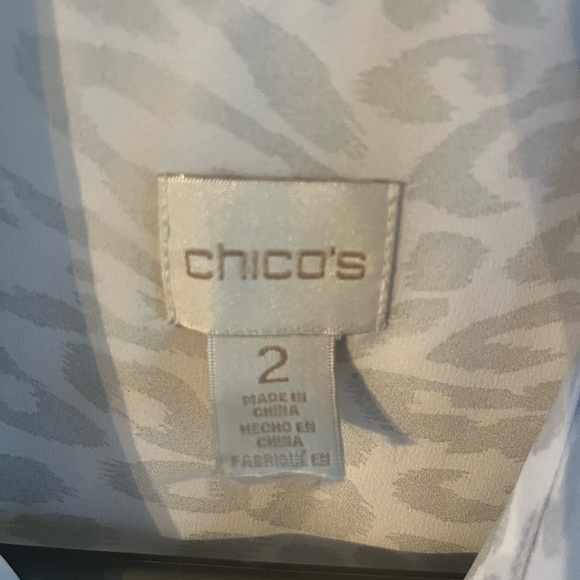 chico's
2
MADE IN
CHINA
HECHO EN
CHINA
FABRIQUÉ EN